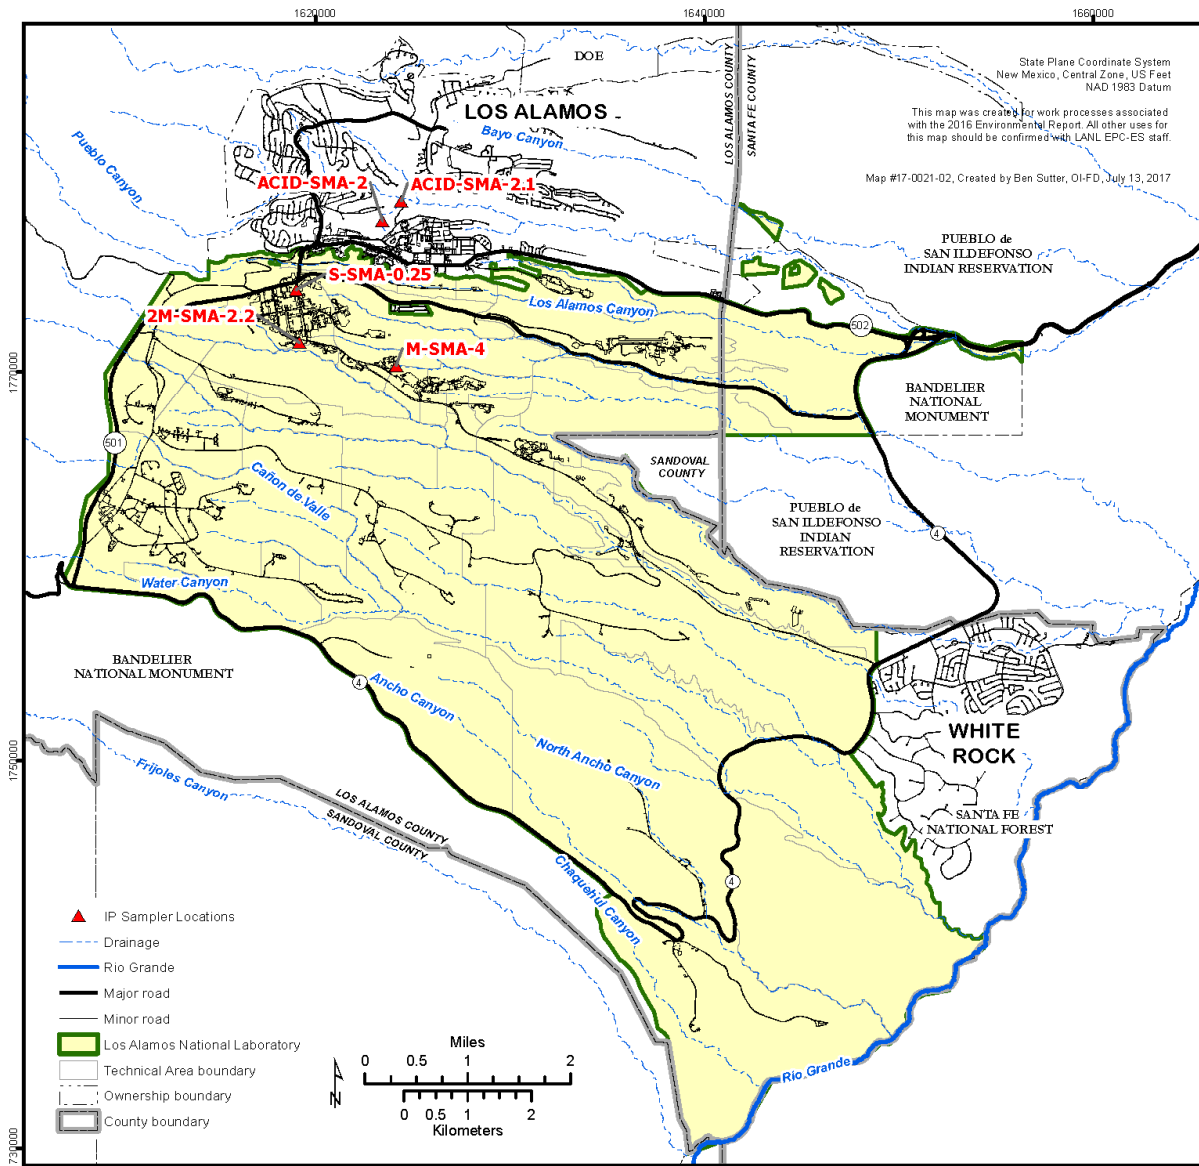 1620000
1640000
1660000
DOE
LOS ALAMOS
Bayo Canyon
Pueblo Canyon
LOS ALAMOS COUNTY
SANTA FE COUNTY
State Plane Coordinate System
New Mexico, Central Zone, US Feet
NAD 1983 Datum
This map was created for work processes associated
with the 2016 Environmental Report. All other uses for
this map should be confirmed with LANL EPC-ES staff.
Map #17-0021-02, Created by Ben Sutter, OI-FD, July 13, 2017
ACID-SMA-2
ACID-SMA-2.1
PUEBLO de
SAN ILDEFONSO
INDIAN RESERVATION
S-SMA-0.25
2M-SMA-2.2
Los Alamos Canyon
502
M-SMA-4
1770000
BANDELIER
NATIONAL
MONUMENT
501
SANDOVAL
COUNTY
Cañon de Valle
PUEBLO de
SAN ILDEFONSO
INDIAN
RESERVATION
4
Water Canyon
BANDELIER
NATIONAL MONUMENT
4
Ancho Canyon
North Ancho Canyon
WHITE
ROCK
1750000
Frijoles Canyon
LOS ALAMOS COUNTY
SANDOVAL COUNTY
SANTA FE
NATIONAL FOREST
Chaquehui Canyon
4
IP Sampler Locations
Drainage
Rio Grande
Major road
Minor road
Los Alamos National Laboratory
Technical Area boundary
Ownership boundary
County boundary
N
Miles
0 0.5 1 2
0 0.5 1 2
Kilometers
Rio Grande
730000